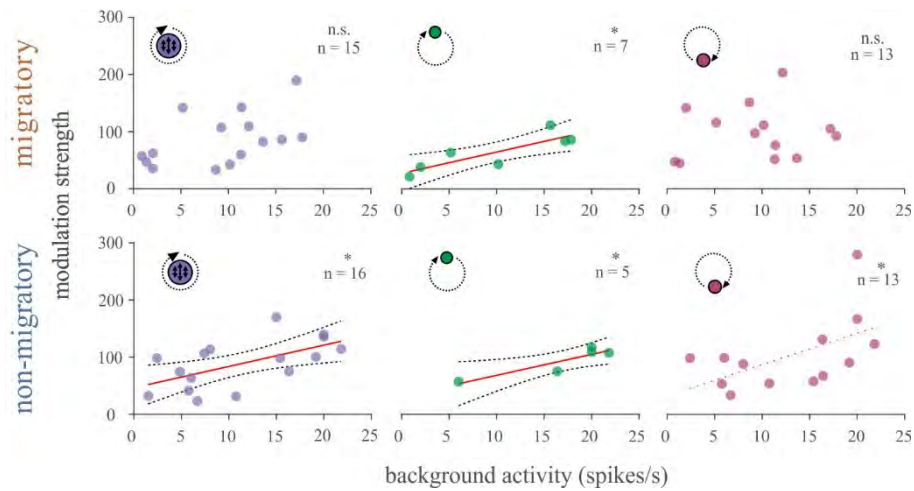 migratory
non-migratory
modulation strength
300
200
100
0
n.s.
n = 15
0 5 10 15 20 25
*
n = 7
0 5 10 15 20 25
n.s.
n = 13
0 5 10 15 20 25
300
200
100
0
*
n = 16
0 5 10 15 20 25
*
n = 5
0 5 10 15 20 25
*
n = 13
0 5 10 15 20 25
background activity (spikes/s)